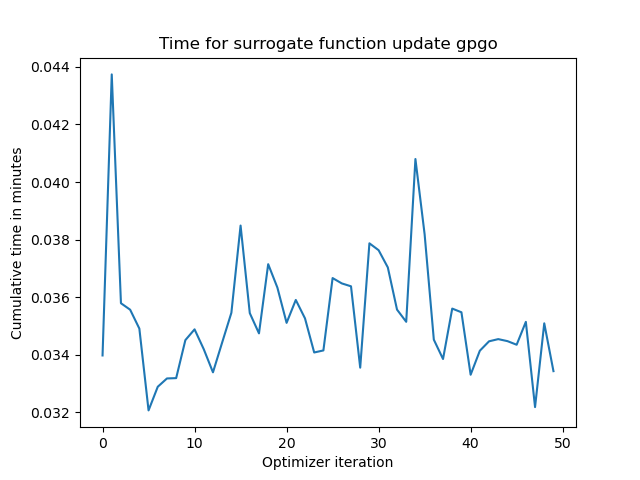 Time for surrogate function update gpgo
0.044
0.042
0.040
0.038
0.036
0.034
0.032
Cumulative time in minutes
0 10 20 30 40 50
Optimizer iteration